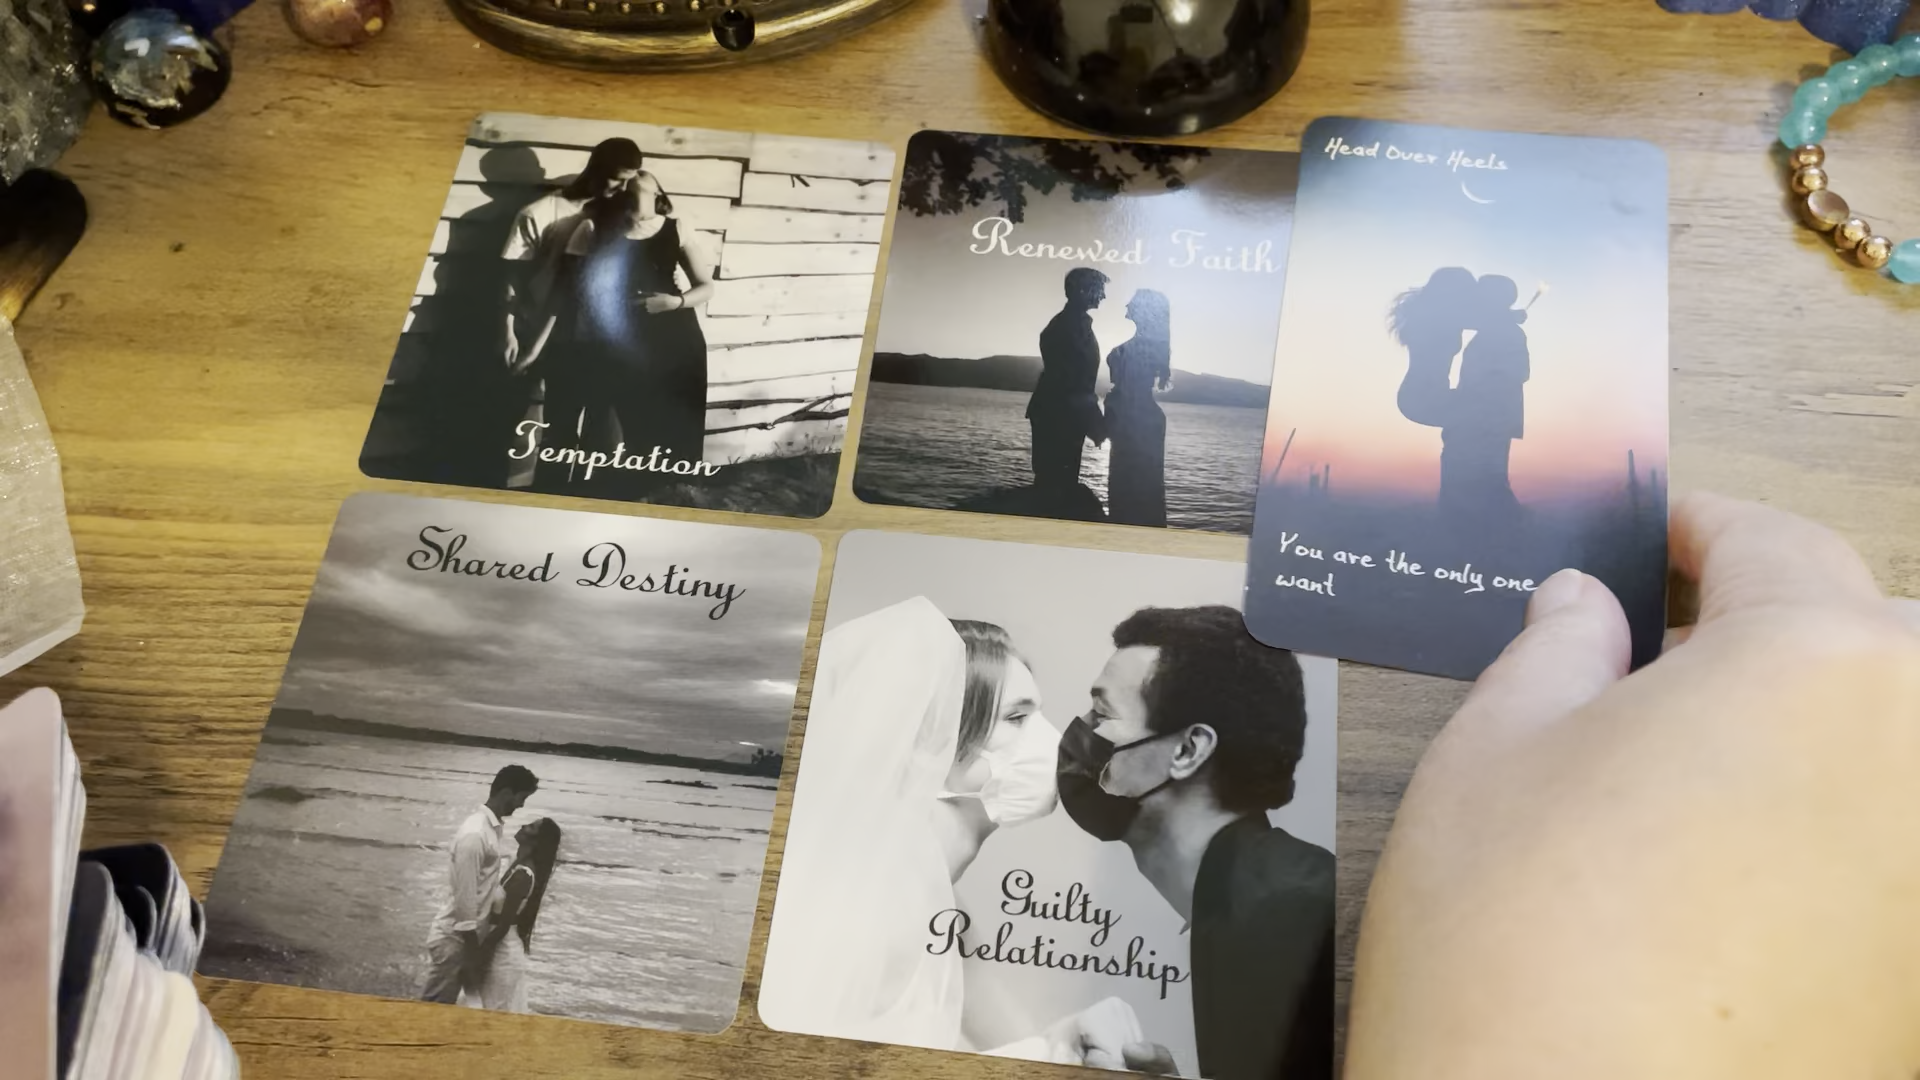 Temptation
Renewed Faith
Head Over Heels
You are the only one
want
Shared Destiny
Guilty
Relationship